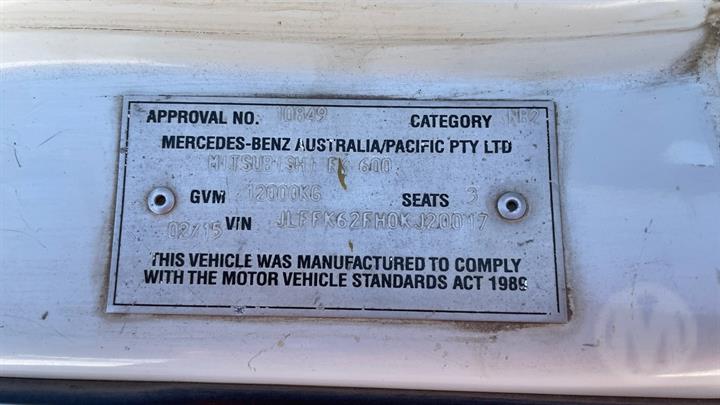 APPROVAL NO. 10849 CATEGORY NB2
MERCEDES-BENZ AUSTRALIA/PACIFIC PTY LTD
MITSUBISHI FK 600
GVM 12000KG SEATS 3
02/15 VIN JLFFK62FH0KJ20017
THIS VEHICLE WAS MANUFACTURED TO COMPLY
WITH THE MOTOR VEHICLE STANDARDS ACT 1989
M